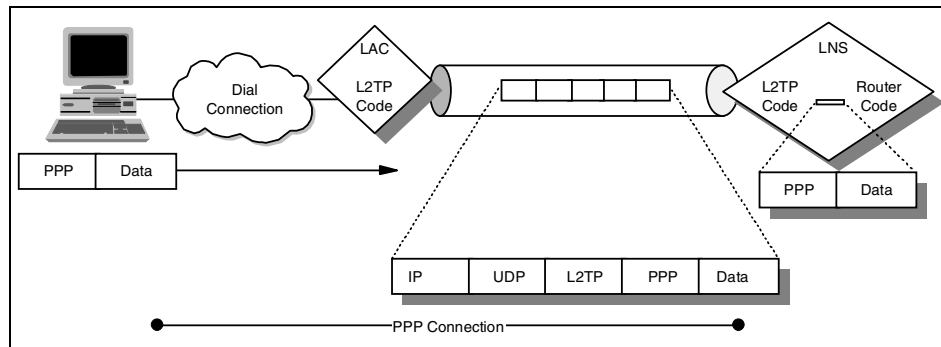 LAC
L2TP
Code
Dial
Connection
LNS
L2TP
Code
Router
Code
PPP Data
PPP Data
IP UDP L2TP PPP Data
PPP Connection